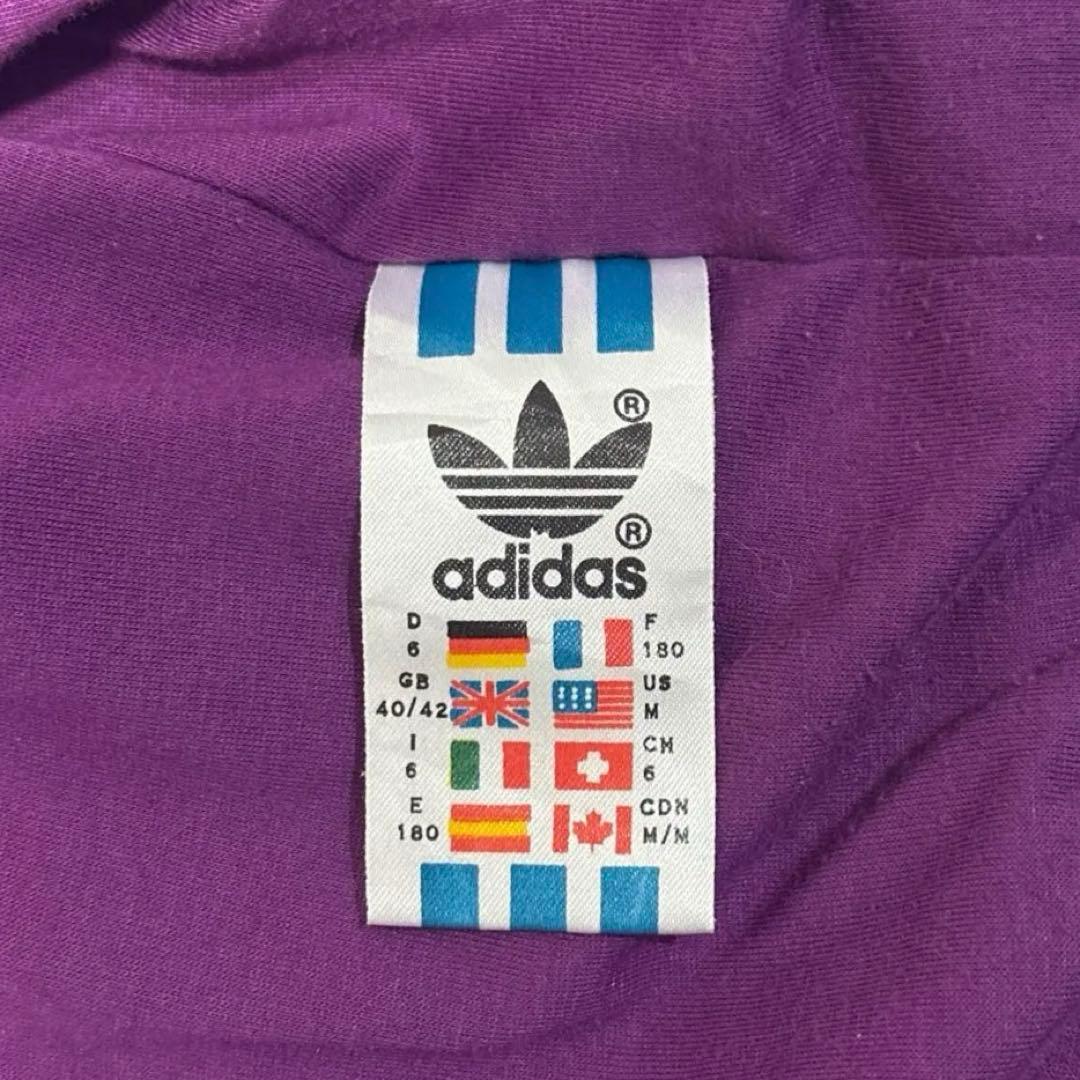 ®
®
adidas
D F
6 180
GB US
40/42 M
I CH
6 6
E CDN
180 M/M